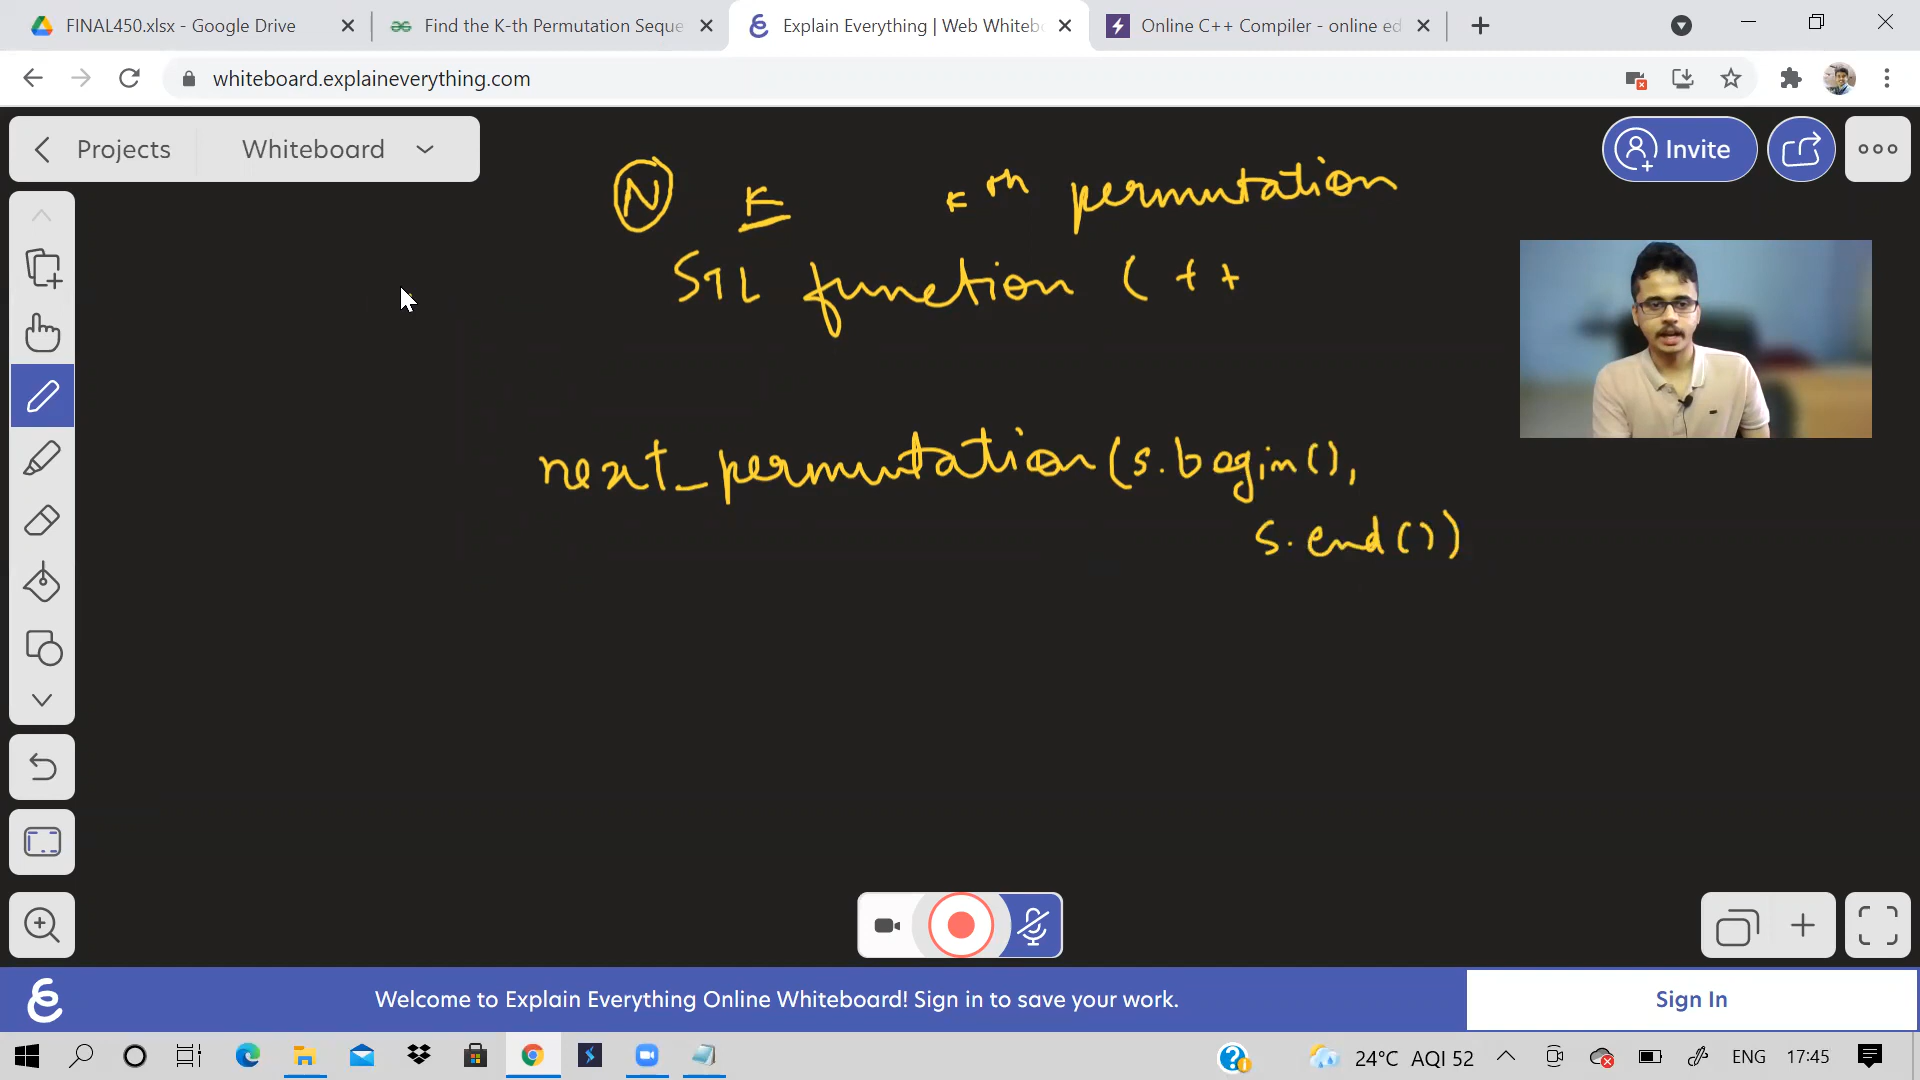 FINAL450.xlsx - Google Drive
Find the K-th Permutation Seque
Explain Everything | Web Whitebo
Online C++ Compiler - online ed
whiteboard.explaineverything.com
Projects
Whiteboard
Invite
N K Kth permutation
STL function C++
next_permutation(s.begin(),
s.end())
Welcome to Explain Everything Online Whiteboard! Sign in to save your work.
Sign In
24°C AQI 52
ENG
17:45